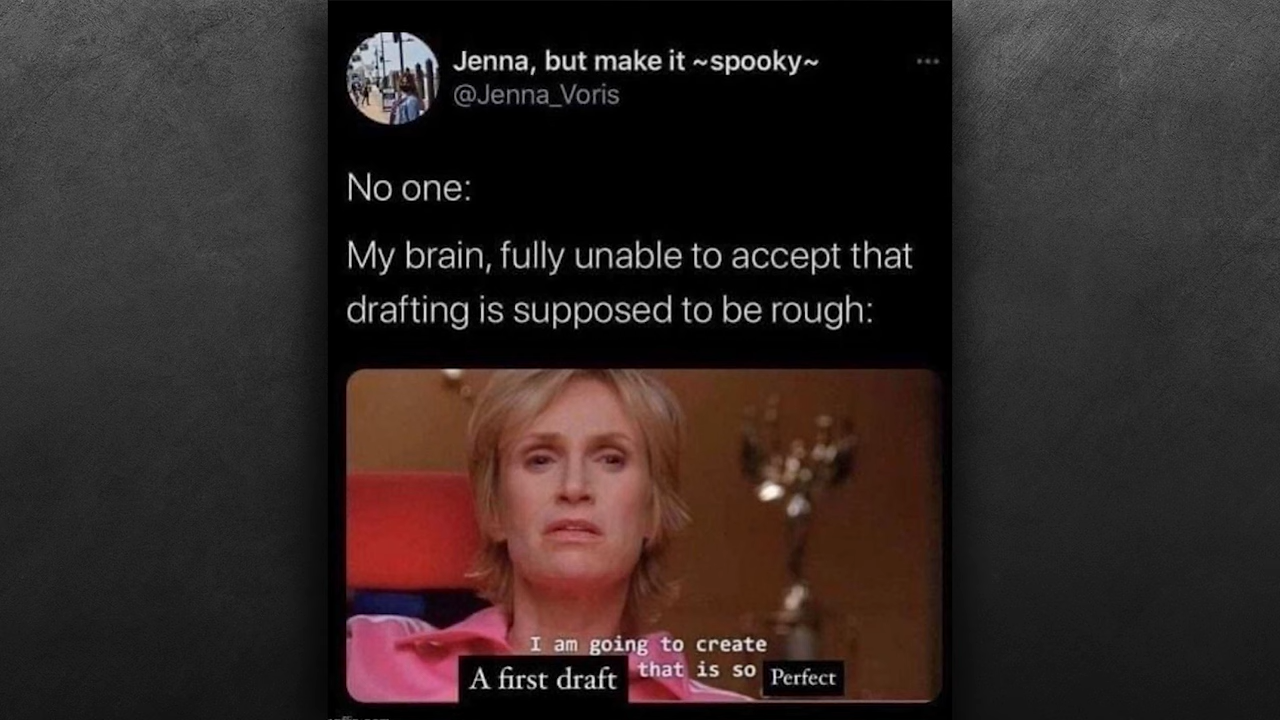 Jenna, but make it ~spooky~
@Jenna_Voris
No one:
My brain, fully unable to accept that
drafting is supposed to be rough:
I am going to create
A first draft that is so Perfect